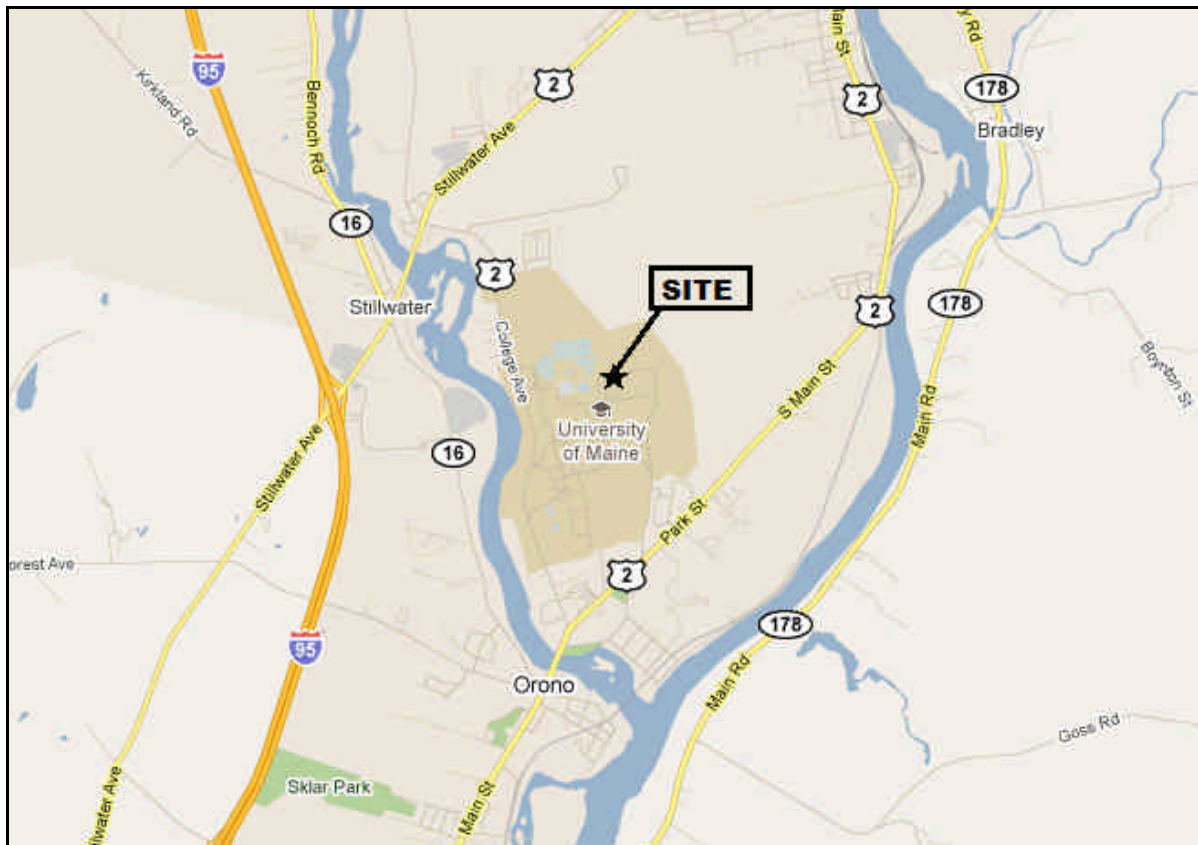 95
Kirkland Rd
Bennoch Rd
2
Stillwater Ave
Main St
2
178
Bradley
16
2
Stillwater
SITE
2
178
College Ave
Boynton St
S Main St
Main Rd
University
of Maine
16
Stillwater Ave
Park St
orest Ave
2
95
178
Orono
Main Rd
Goss Rd
Sklar Park
Main St